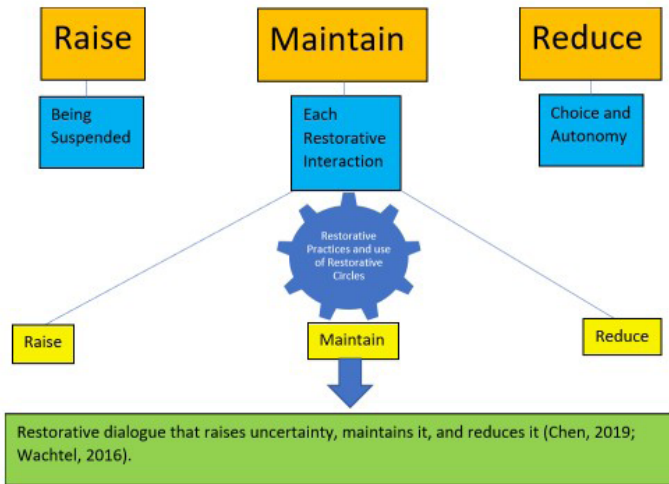 Raise
Maintain
Reduce
Being
Suspended
Each
Restorative
Interaction
Choice and
Autonomy
Restorative
Practices and use
of Restorative
Circles
Raise
Maintain
Reduce
Restorative dialogue that raises uncertainty, maintains it, and reduces it (Chen, 2019;
Wachtel, 2016).